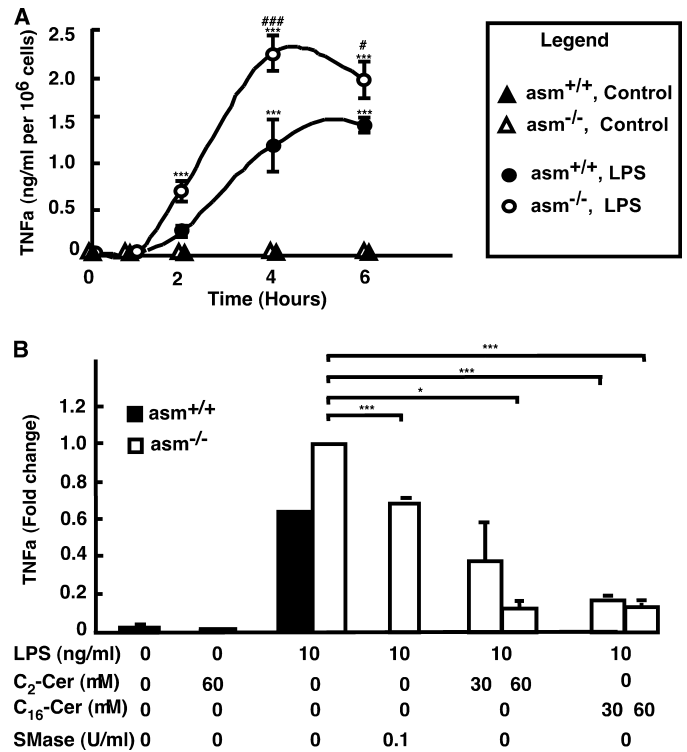 A
TNFa (ng/ml per 10⁶ cells)
2.5
2.0
1.5
1.0
0.5
0
###
***
#
***
***
***
***
0 2 4 6
Time (Hours)
Legend
asm+/+, Control
asm-/-, Control
asm+/+, LPS
asm-/-, LPS
B
TNFa (Fold change)
1.2
1.0
0.8
0.6
0.4
0.2
0
asm+/+
asm-/-
***
***
*
***
LPS (ng/ml) 0 0 10 10 10 10
C2-Cer (mM) 0 60 0 0 30 60 0
C16-Cer (mM) 0 0 0 0 0 30 60
SMase (U/ml) 0 0 0 0.1 0 0